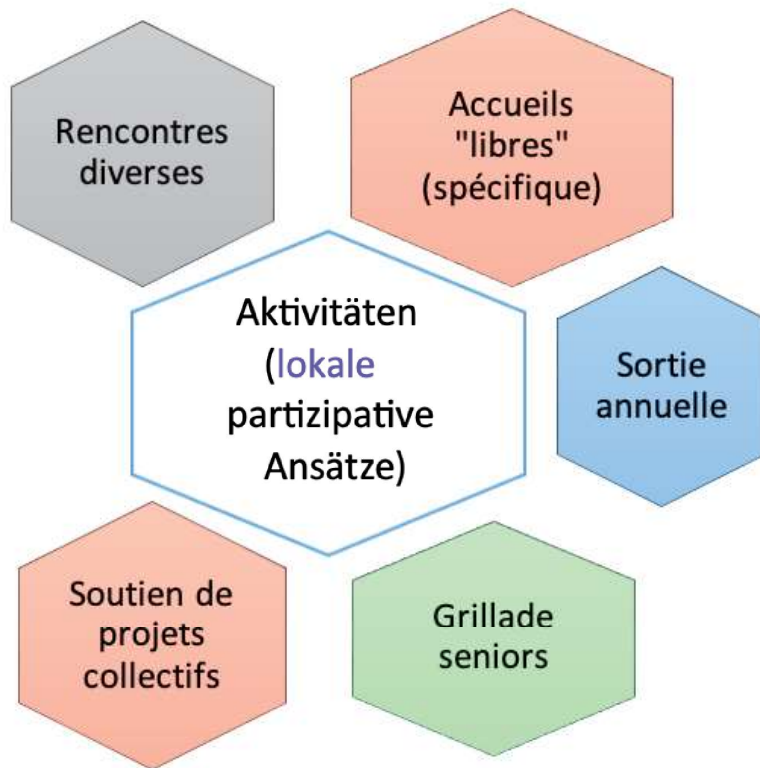 Rencontres
diverses
Accueils
"libres"
(spécifique)
Aktivitäten
(lokale
partizipative
Ansätze)
Sortie
annuelle
Soutien de
projets
collectifs
Grillade
seniors